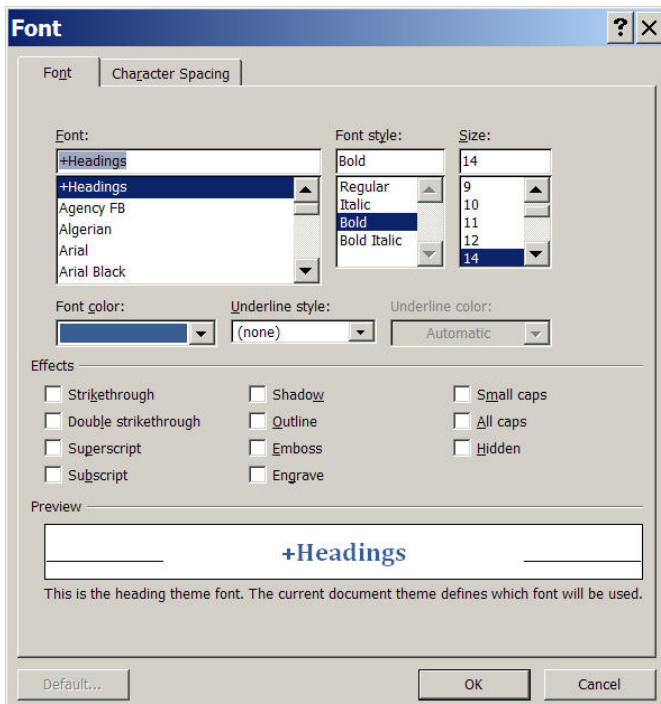 Font
? X
Font Character Spacing
Font: Font style: Size:
+Headings Bold 14
+Headings Regular 9
Agency FB Italic 10
Algerian Bold 11
Arial Bold Italic 12
Arial Black 14
Font color: Underline style: Underline color:
(none) Automatic
Effects
Strikethrough Shadow Small caps
Double strikethrough Outline All caps
Superscript Emboss Hidden
Subscript Engrave
Preview
+Headings
This is the heading theme font. The current document theme defines which font will be used.
Default... OK Cancel